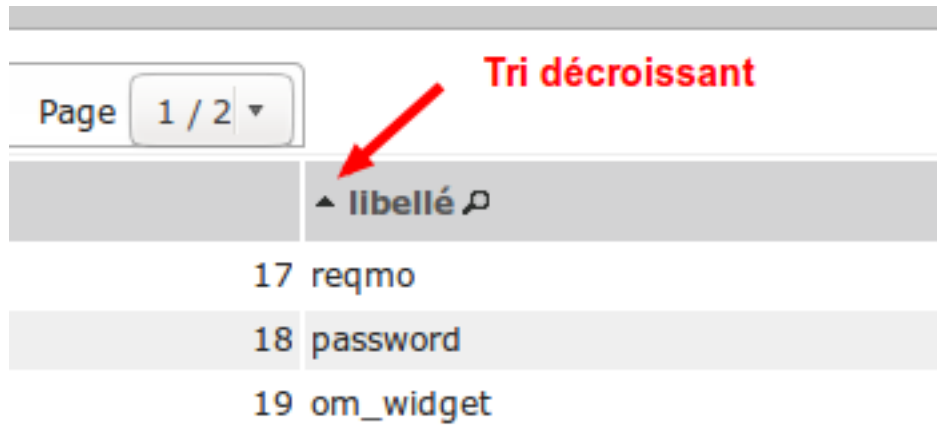 Tri décroissant
Page 1 / 2
libellé
17 reqmo
18 password
19 om_widget